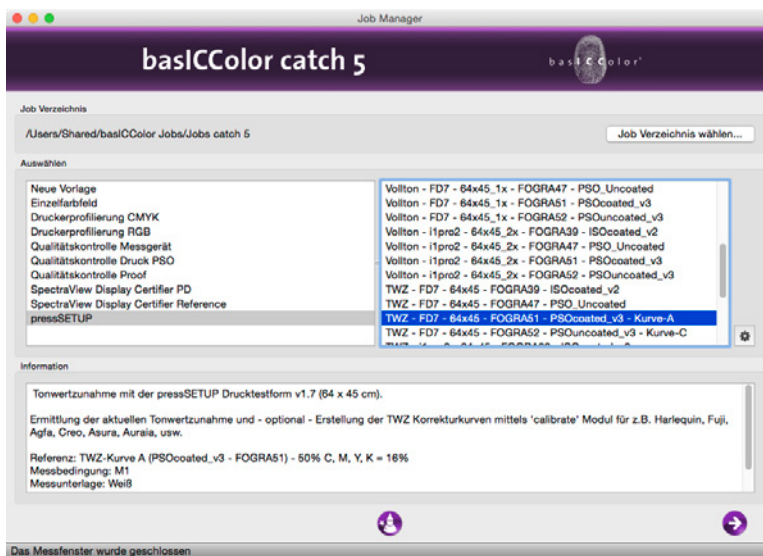 Job Manager
basICColor catch 5
basICColor
Job Verzeichnis
/Users/Shared/basICColor Jobs/Jobs catch 5
Job Verzeichnis wählen...
Auswählen
Neue Vorlage
Einzelfarbfeld
Druckerprofilierung CMYK
Druckerprofilierung RGB
Qualitätskontrolle Messgerät
Qualitätskontrolle Druck PSO
Qualitätskontrolle Proof
SpectraView Display Certifier PD
SpectraView Display Certifier Reference
pressSETUP
Vollton - FD7 - 64x45_1x - FOGRA47 - PSO_Uncoated
Vollton - FD7 - 64x45_1x - FOGRA51 - PSOcoated_v3
Vollton - FD7 - 64x45_1x - FOGRA52 - PSOuncoated_v3
Vollton - i1pro2 - 64x45_2x - FOGRA39 - ISOcoated_v2
Vollton - i1pro2 - 64x45_2x - FOGRA47 - PSO_Uncoated
Vollton - i1pro2 - 64x45_2x - FOGRA51 - PSOcoated_v3
Vollton - i1pro2 - 64x45_2x - FOGRA52 - PSOuncoated_v3
TWZ - FD7 - 64x45 - FOGRA39 - ISOcoated_v2
TWZ - FD7 - 64x45 - FOGRA47 - PSO_Uncoated
TWZ - FD7 - 64x45 - FOGRA51 - PSOcoated_v3 - Kurve-A
TWZ - FD7 - 64x45 - FOGRA52 - PSOuncoated_v3 - Kurve-C
Information
Tonwertzunahme mit der pressSETUP Drucktestform v1.7 (64 x 45 cm).
Ermittlung der aktuellen Tonwertzunahme und - optional - Erstellung der TWZ Korrekturkurven mittels 'calibrate' Modul für z.B. Harlequin, Fuji,
Agfa, Creo, Asura, Auraia, usw.
Referenz: TWZ-Kurve A (PSOcoated_v3 - FOGRA51) - 50% C, M, Y, K = 16%
Messbedingung: M1
Messunterlage: Weiß
Das Messfenster wurde geschlossen